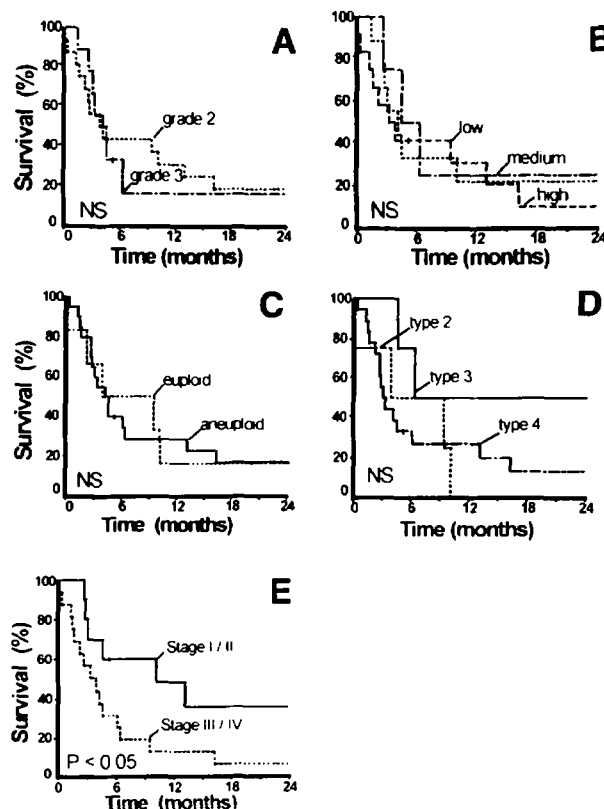 A
Survival (%)
100
80
60
40
20
0
grade 2
grade 3
NS
0 6 12 18 24
Time (months)
B
100
80
60
40
20
0
low
medium
high
NS
0 6 12 18 24
Time (months)
C
Survival (%)
100
80
60
40
20
0
euploid
aneuploid
NS
0 6 12 18 24
Time (months)
D
100
80
60
40
20
0
type 2
type 3
type 4
NS
0 6 12 18 24
Time (months)
E
Survival (%)
100
80
60
40
20
0
Stage I / II
Stage III / IV
P < 0 05
0 6 12 18 24
Time (months)